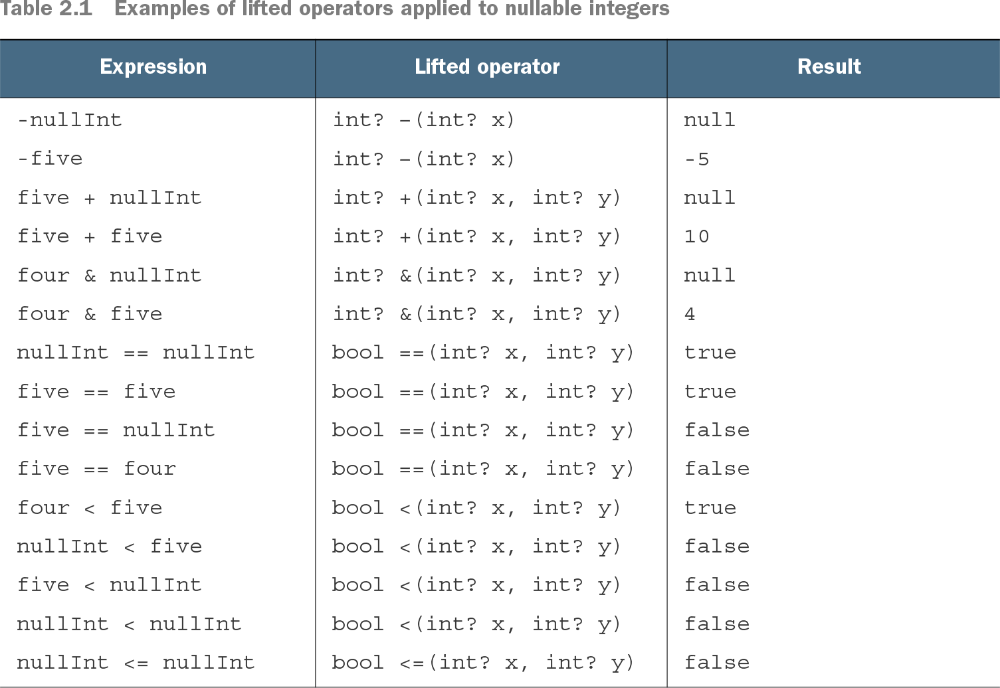 Table 2.1 Examples of lifted operators applied to nullable integers
Expression Lifted operator Result
-nullInt int? –(int? x) null
-five int? –(int? x) -5
five + nullInt int? +(int? x, int? y) null
five + five int? +(int? x, int? y) 10
four & nullInt int? &(int? x, int? y) null
four & five int? &(int? x, int? y) 4
nullInt == nullInt bool ==(int? x, int? y) true
five == five bool ==(int? x, int? y) true
five == nullInt bool ==(int? x, int? y) false
five == four bool ==(int? x, int? y) false
four < five bool <(int? x, int? y) true
nullInt < five bool <(int? x, int? y) false
five < nullInt bool <(int? x, int? y) false
nullInt < nullInt bool <(int? x, int? y) false
nullInt <= nullInt bool <=(int? x, int? y) false